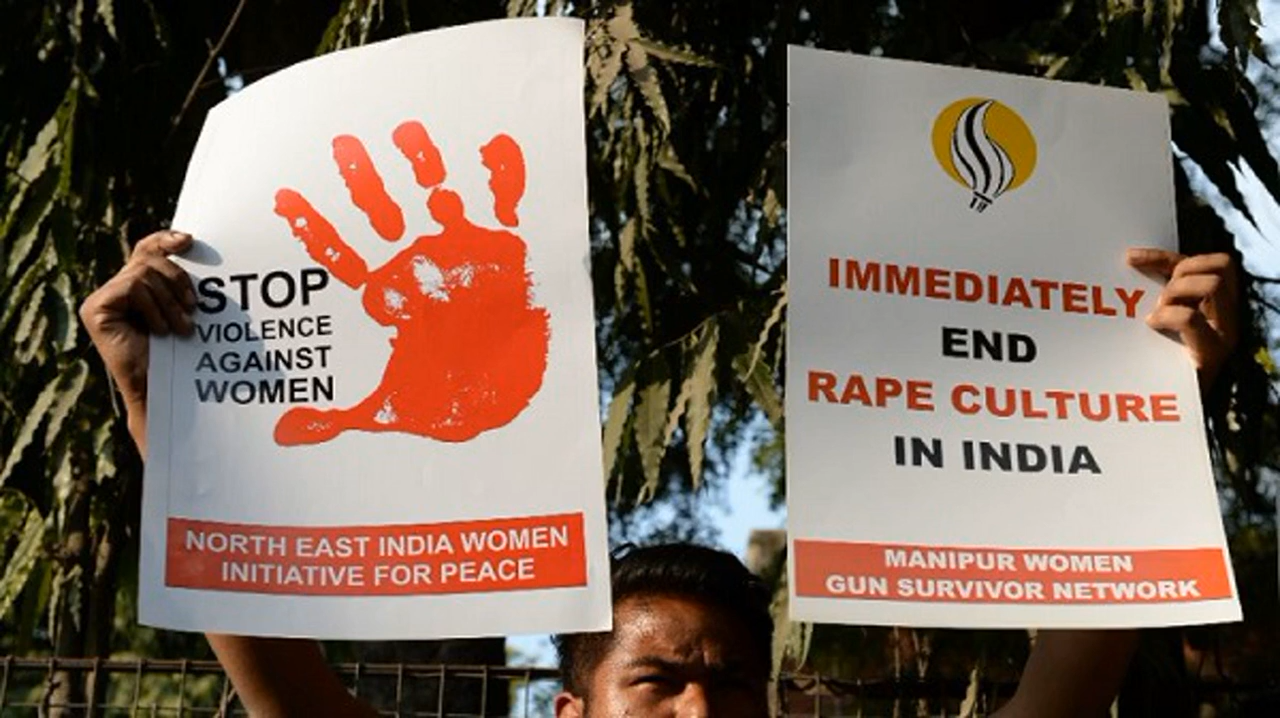 STOP
VIOLENCE
AGAINST
WOMEN
NORTH EAST INDIA WOMEN
INITIATIVE FOR PEACE
IMMEDIATELY
END
RAPE CULTURE
IN INDIA
MANIPUR WOMEN
GUN SURVIVOR NETWORK